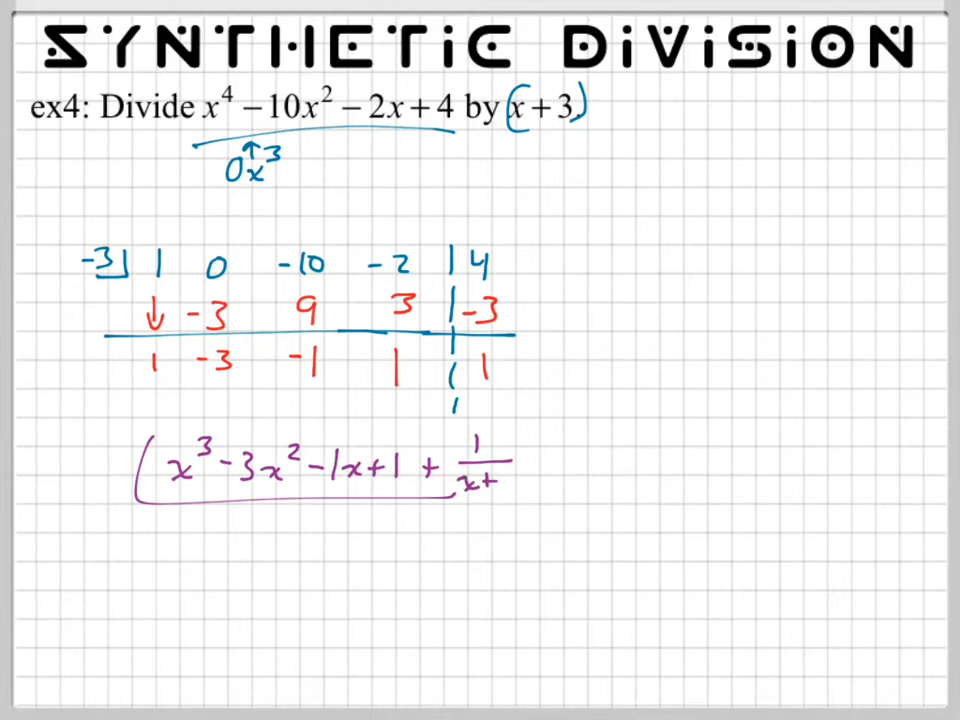 SYNTHETiC DiViSiON
ex4: Divide x⁴ − 10x² − 2x + 4 by (x + 3.)
0x³
-3 1 0 -10 -2 | 4
↓ -3 9 3 | -3
1 -3 -1 1 | 1
x³ - 3x² - 1x + 1 + 1/(x+